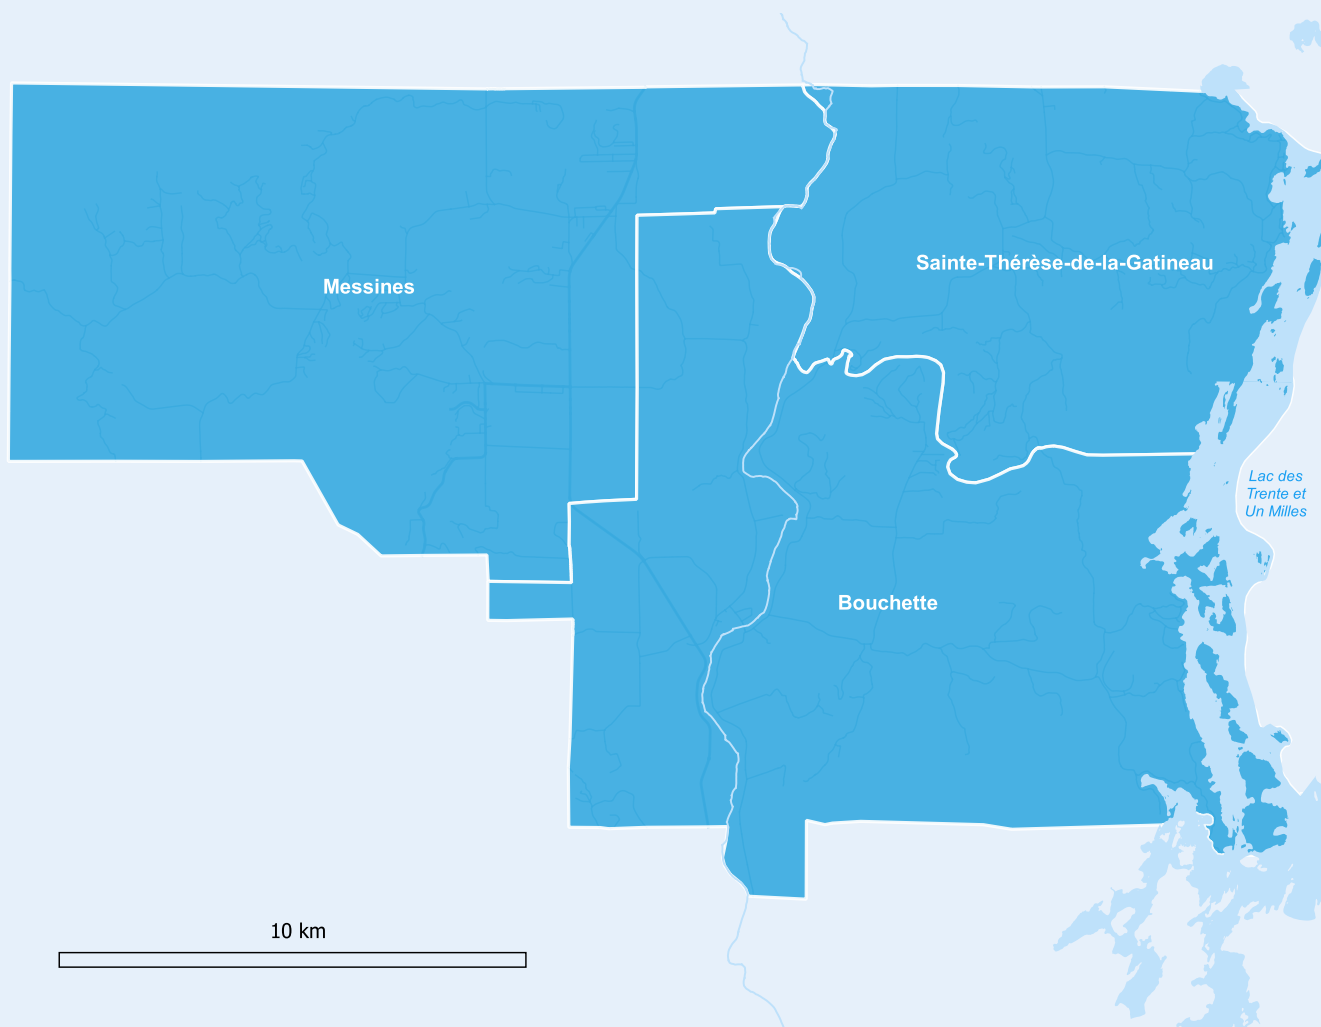 Sainte-Thérèse-de-la-Gatineau
Messines
Lac des
Trente et
Un Milles
Bouchette
10 km